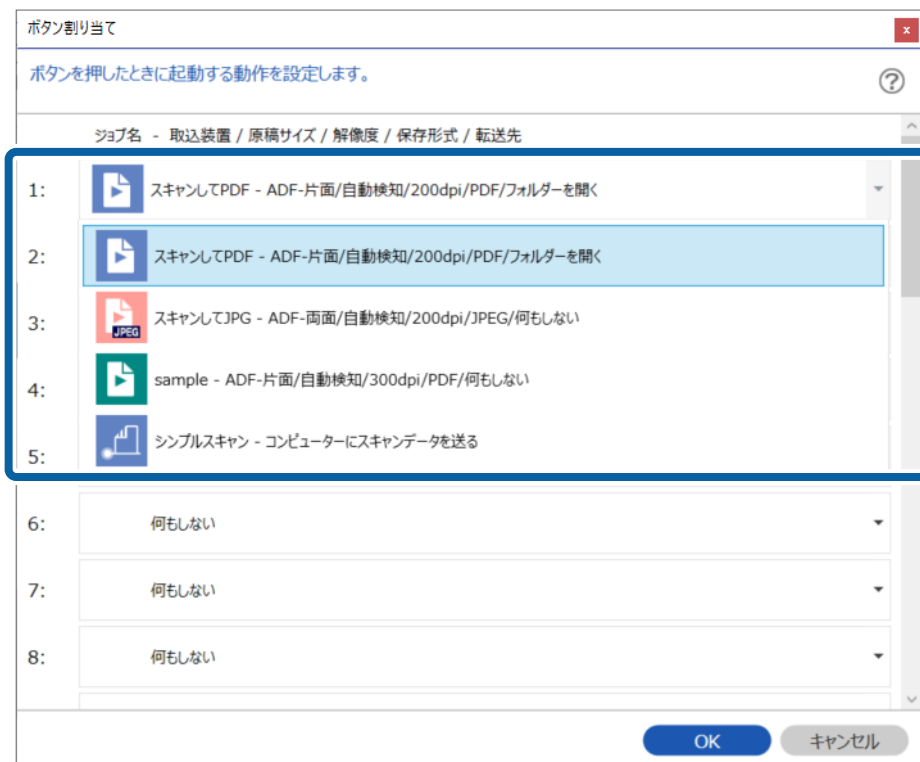 ボタン割り当て
ボタンを押したときに起動する動作を設定します。
ジョブ名 - 取込装置 / 原稿サイズ / 解像度 / 保存形式 / 転送先
1: スキャンしてPDF - ADF-片面/自動検知/200dpi/PDF/フォルダーを開く
2: スキャンしてPDF - ADF-片面/自動検知/200dpi/PDF/フォルダーを開く
3: JPEG スキャンしてJPG - ADF-両面/自動検知/200dpi/JPEG/何もしない
4: sample - ADF-片面/自動検知/300dpi/PDF/何もしない
5: シンプルスキャン - コンピューターにスキャンデータを送る
6: 何もしない
7: 何もしない
8: 何もしない
OK キャンセル